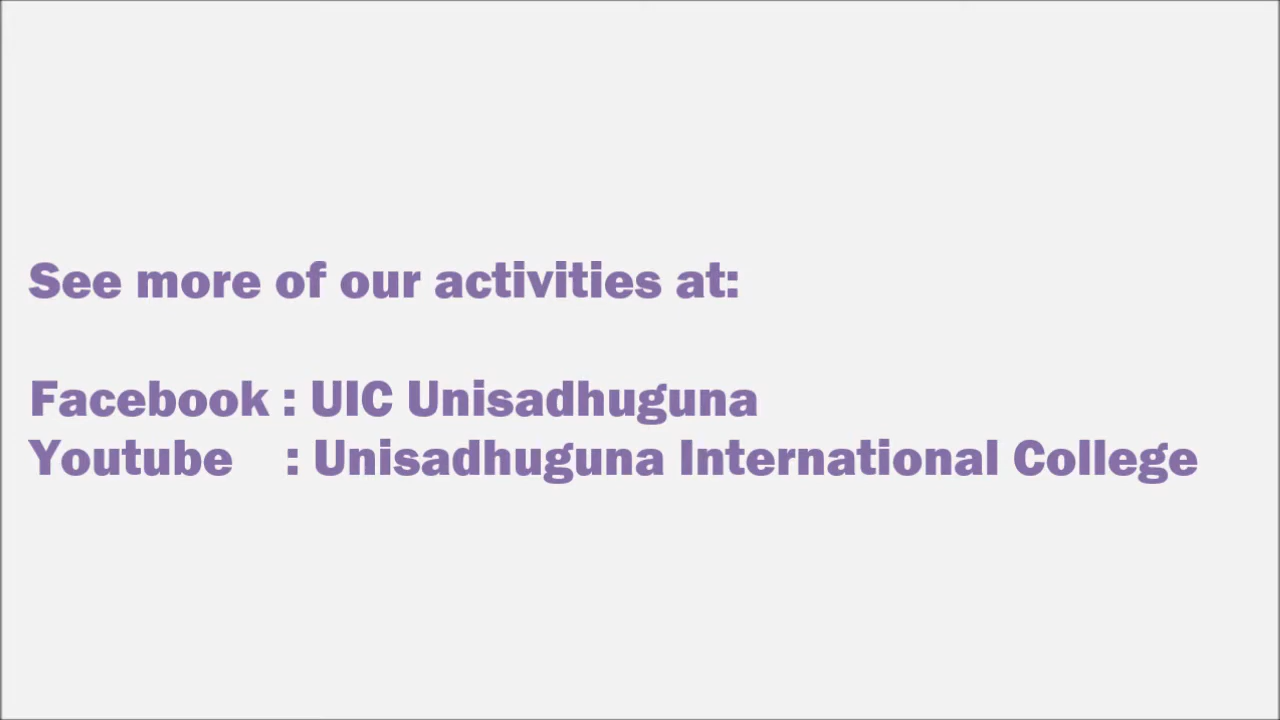 See more of our activities at:
Facebook : UIC Unisadhuguna
Youtube : Unisadhuguna International College